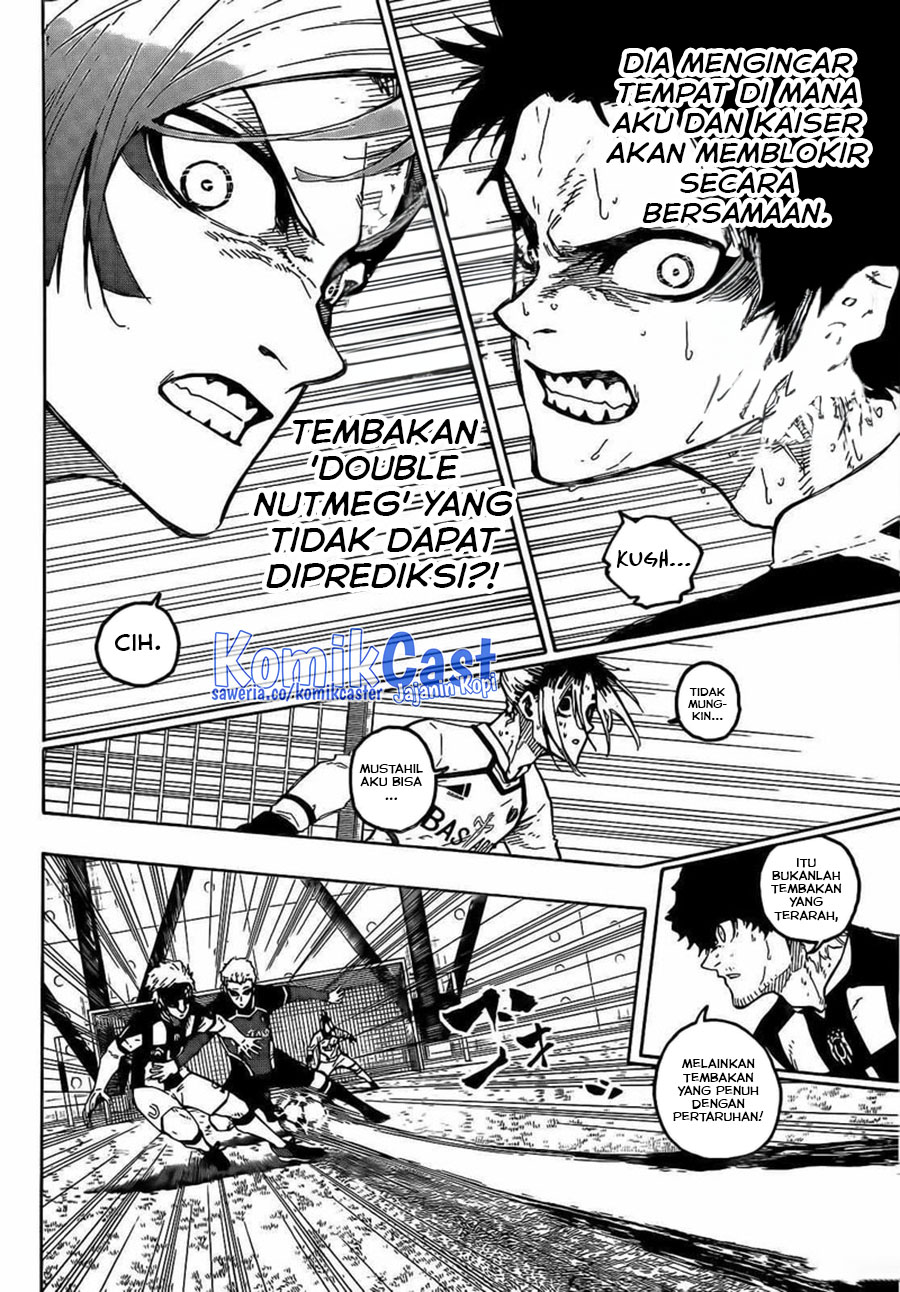 DIA MENGINCAR
TEMPAT DI MANA
AKU DAN KAISER
AKAN MEMBLOKIR
SECARA
BERSAMAAN.
TEMBAKAN
'DOUBLE
NUTMEG' YANG
TIDAK DAPAT
DIPREDIKSI?!
KUGH...
CIH.
KomikCast
saweria.co/komikcaster Jajanin Kopi
TIDAK
MUNG-
KIN...
MUSTAHIL
AKU BISA
...
BAS
ITU
BUKANLAH
TEMBAKAN
YANG
TERARAH,
MELAINKAN
TEMBAKAN
YANG PENUH
DENGAN
PERTARUHAN!